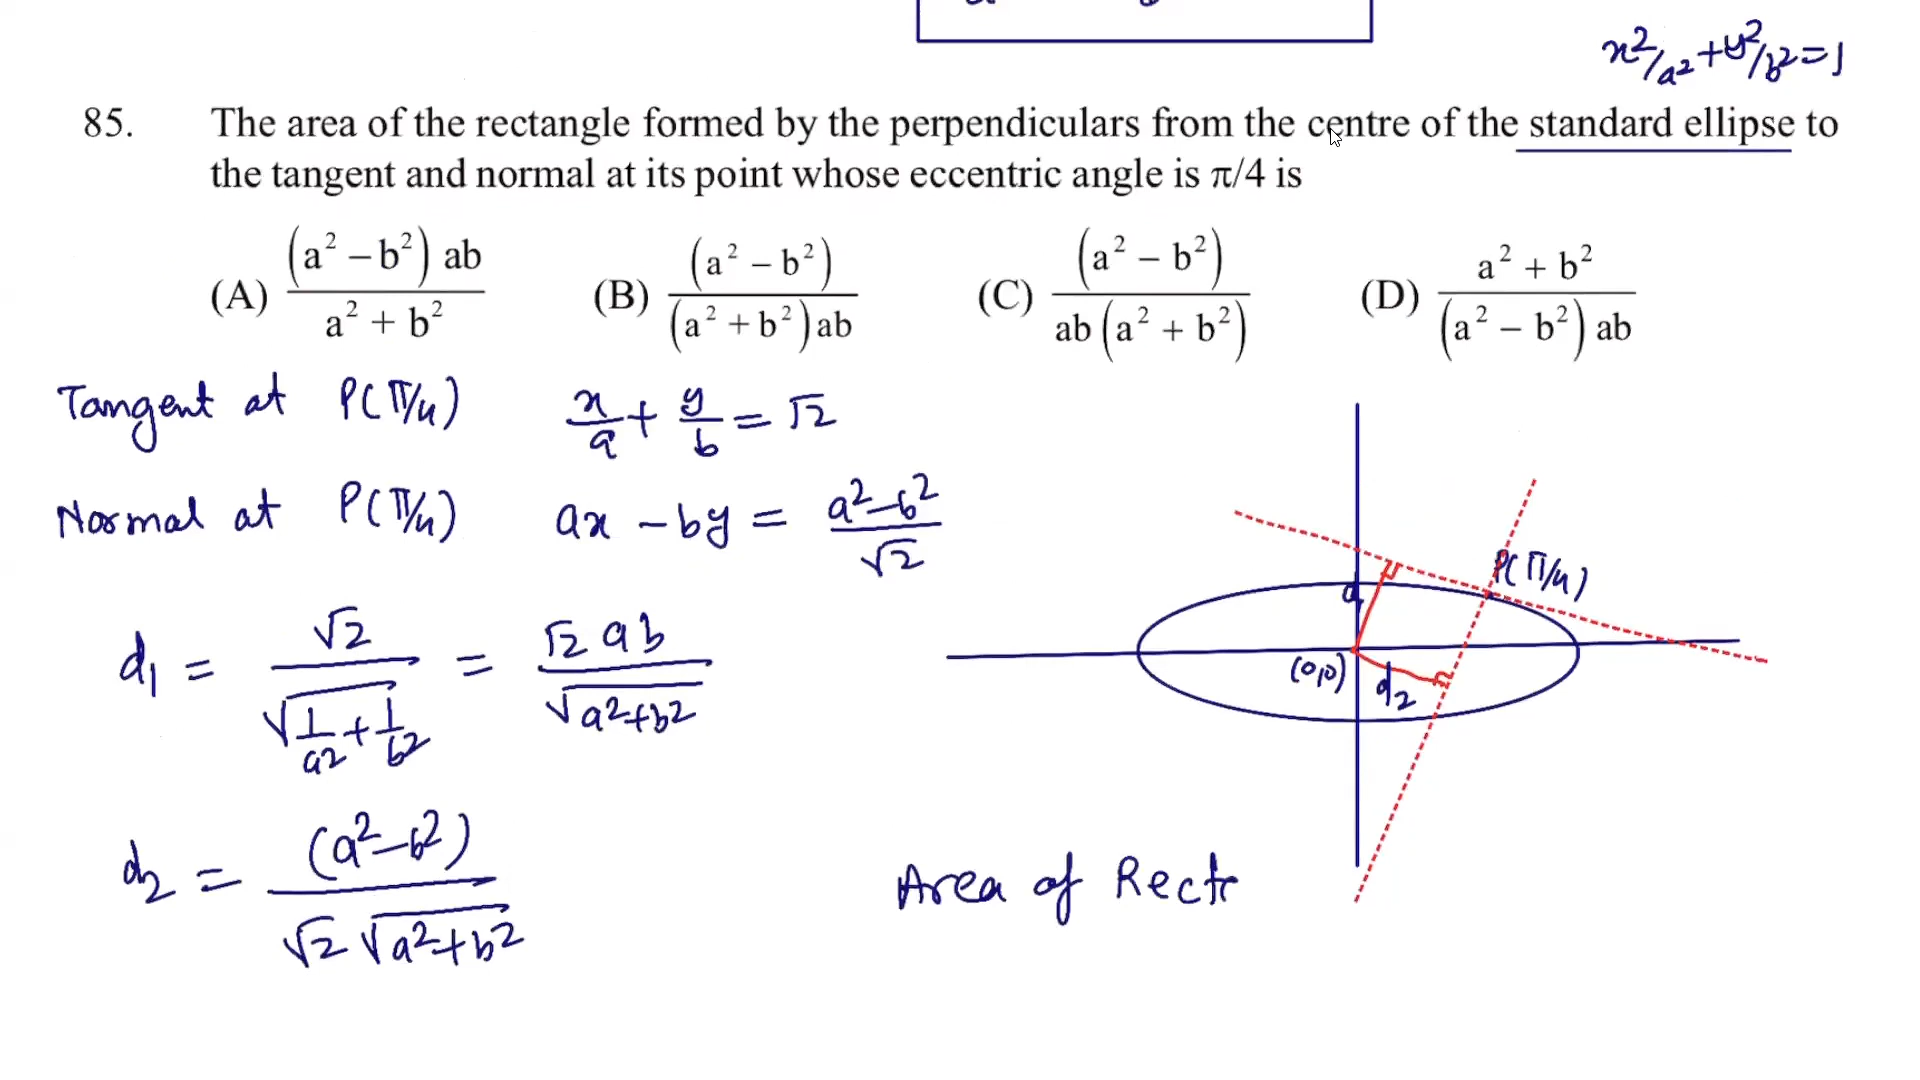 x²/a² + y²/b² = 1
85. The area of the rectangle formed by the perpendiculars from the centre of the standard ellipse to
the tangent and normal at its point whose eccentric angle is π/4 is
(A) (a² – b²) ab / a² + b² (B) (a² – b²) / (a² + b²) ab (C) (a² – b²) / ab (a² + b²) (D) a² + b² / (a² – b²) ab
Tangent at P(π/4) x/a + y/b = √2
Normal at P(π/4) ax - by = a²-b² / √2
P(π/4)
d
(0,0) d₂
d₁ = √2 / √(1/a² + 1/b²) = √2 ab / √(a²+b²)
d₂ = (a²-b²) / √2 √(a²+b²)
Area of Rect